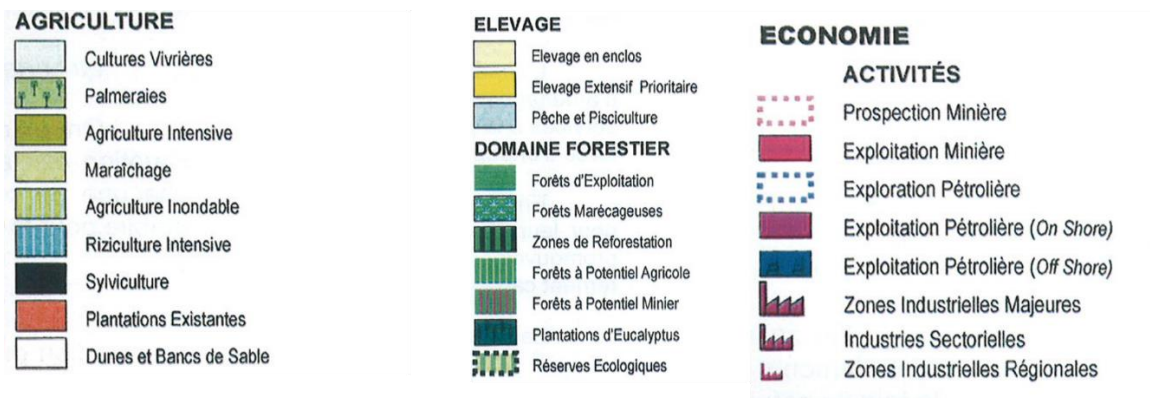 AGRICULTURE
Cultures Vivrières
Palmeraies
Agriculture Intensive
Maraîchage
Agriculture Inondable
Riziculture Intensive
Sylviculture
Plantations Existantes
Dunes et Bancs de Sable
ELEVAGE
Elevage en enclos
Elevage Extensif Prioritaire
Pêche et Pisciculture
DOMAINE FORESTIER
Forêts d'Exploitation
Forêts Marécageuses
Zones de Reforestation
Forêts à Potentiel Agricole
Forêts à Potentiel Minier
Plantations d'Eucalyptus
Réserves Ecologiques
ECONOMIE
ACTIVITÉS
Prospection Minière
Exploitation Minière
Exploration Pétrolière
Exploitation Pétrolière (On Shore)
Exploitation Pétrolière (Off Shore)
Zones Industrielles Majeures
Industries Sectorielles
Zones Industrielles Régionales